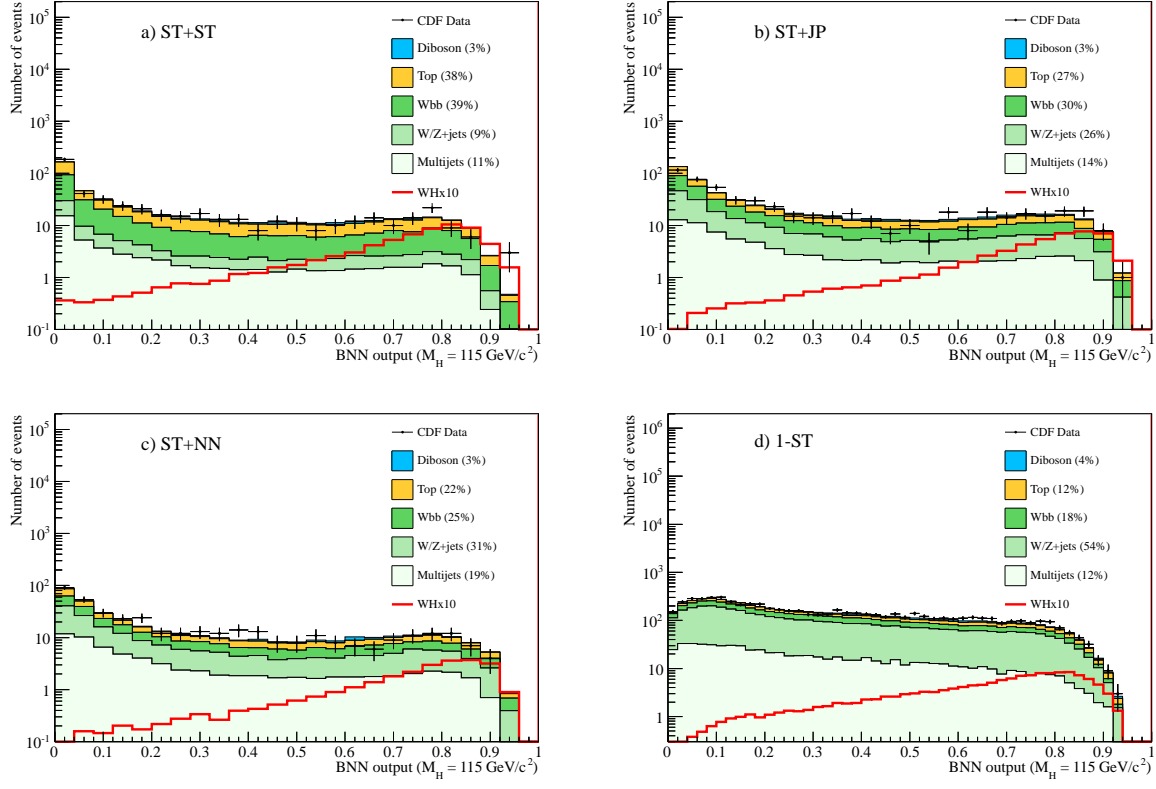 a) ST+ST
Number of events
10^5
10^4
10^3
10^2
10
1
10^-1
CDF Data
Diboson (3%)
Top (38%)
Wbb (39%)
W/Z+jets (9%)
Multijets (11%)
WHx10
0 0.1 0.2 0.3 0.4 0.5 0.6 0.7 0.8 0.9 1
BNN output (M_H = 115 GeV/c^2)
b) ST+JP
Number of events
10^5
10^4
10^3
10^2
10
1
10^-1
CDF Data
Diboson (3%)
Top (27%)
Wbb (30%)
W/Z+jets (26%)
Multijets (14%)
WHx10
0 0.1 0.2 0.3 0.4 0.5 0.6 0.7 0.8 0.9 1
BNN output (M_H = 115 GeV/c^2)
c) ST+NN
Number of events
10^5
10^4
10^3
10^2
10
1
10^-1
CDF Data
Diboson (3%)
Top (22%)
Wbb (25%)
W/Z+jets (31%)
Multijets (19%)
WHx10
0 0.1 0.2 0.3 0.4 0.5 0.6 0.7 0.8 0.9 1
BNN output (M_H = 115 GeV/c^2)
d) 1-ST
Number of events
10^6
10^5
10^4
10^3
10^2
10
1
CDF Data
Diboson (4%)
Top (12%)
Wbb (18%)
W/Z+jets (54%)
Multijets (12%)
WHx10
0 0.1 0.2 0.3 0.4 0.5 0.6 0.7 0.8 0.9 1
BNN output (M_H = 115 GeV/c^2)